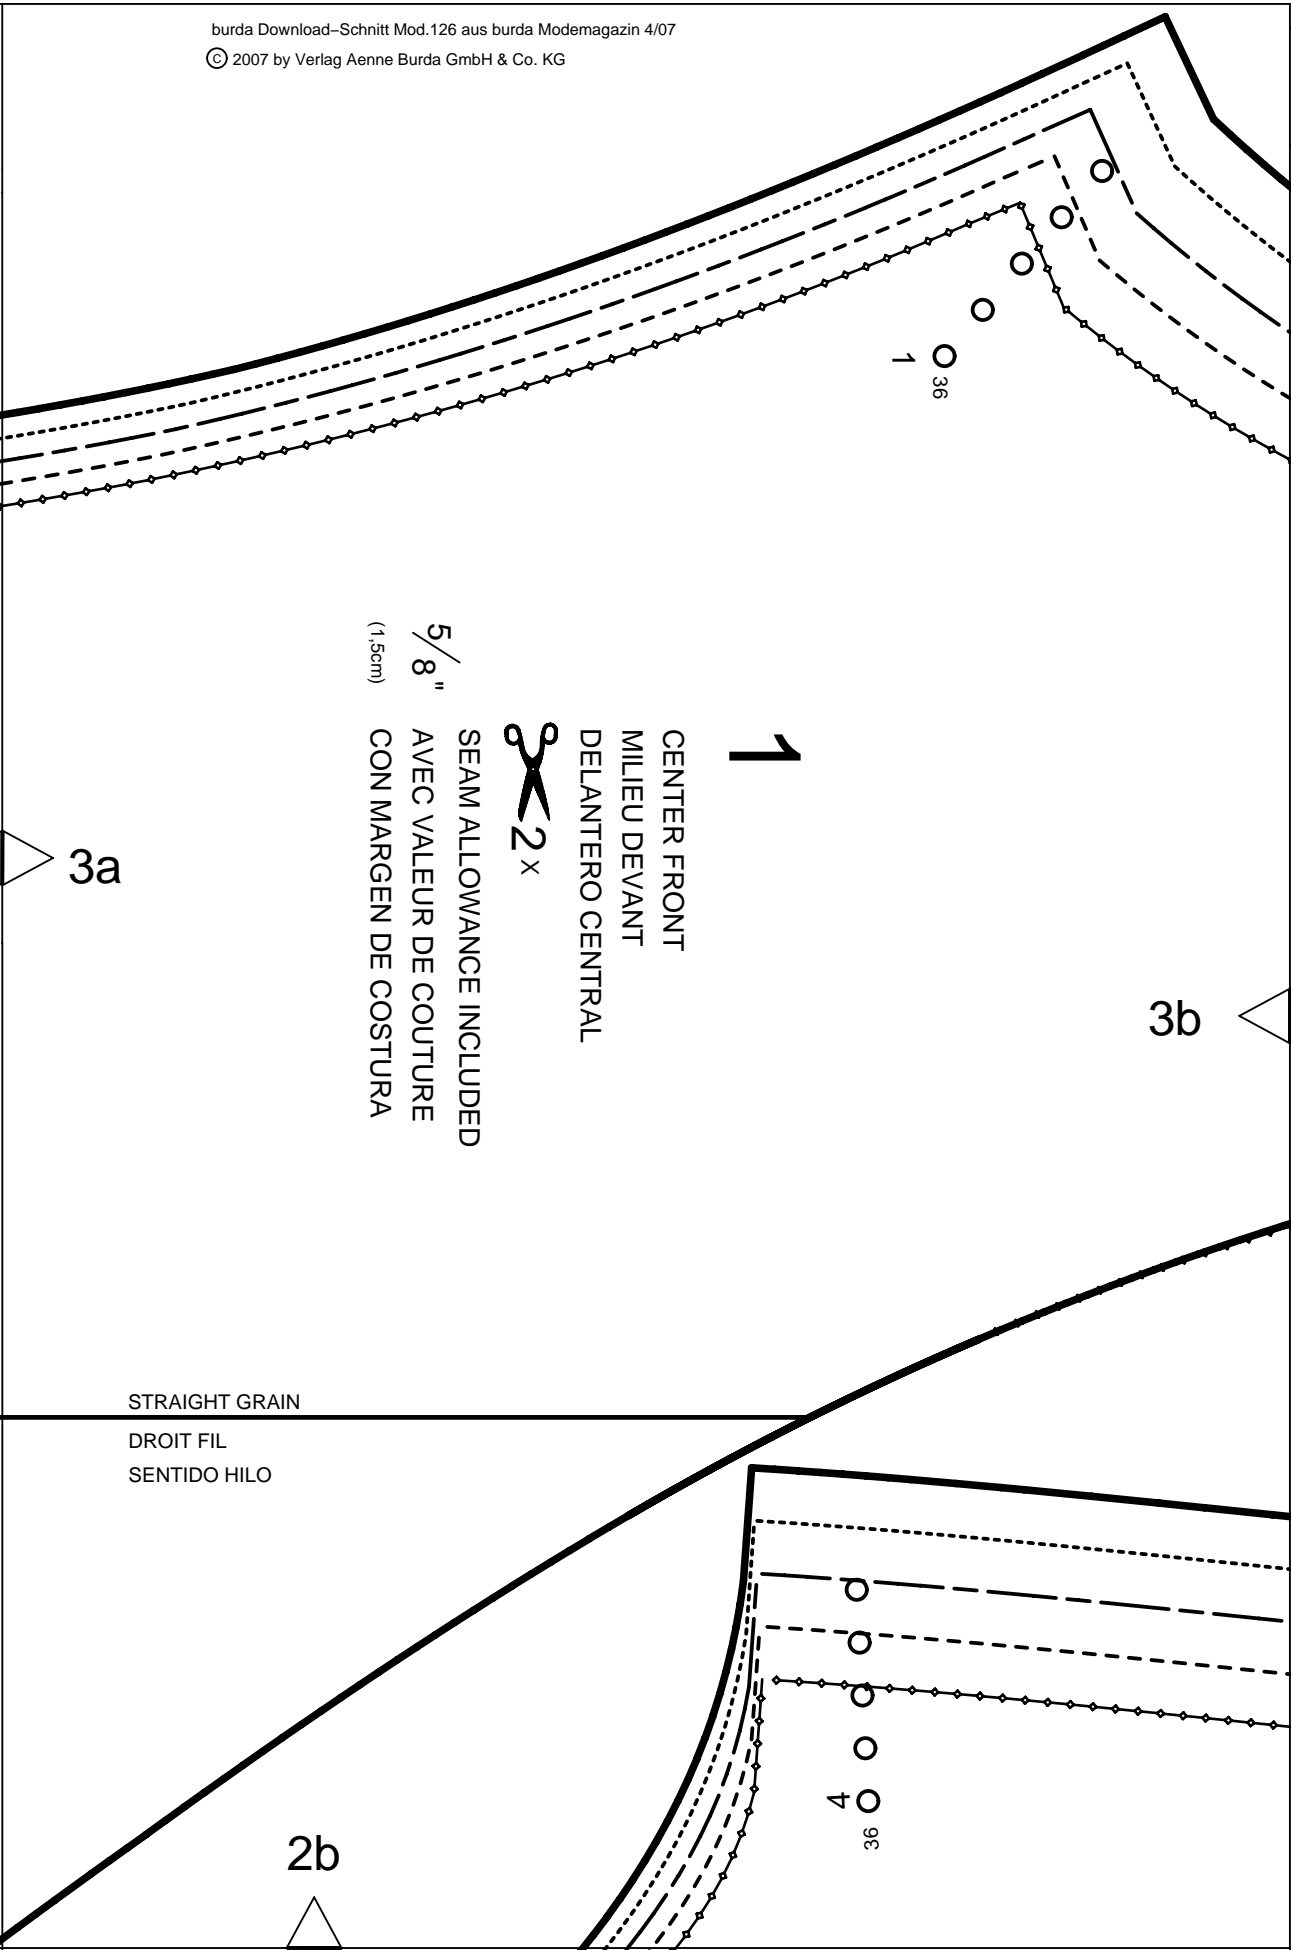 burda Download–Schnitt Mod.126 aus burda Modemagazin 4/07
© 2007 by Verlag Aenne Burda GmbH & Co. KG
1
36
1
CENTER FRONT
MILIEU DEVANT
DELANTERO CENTRAL
2 x
5/8" SEAM ALLOWANCE INCLUDED
AVEC VALEUR DE COUTURE
(1,5cm) CON MARGEN DE COSTURA
3a
3b
STRAIGHT GRAIN
DROIT FIL
SENTIDO HILO
4
36
2b